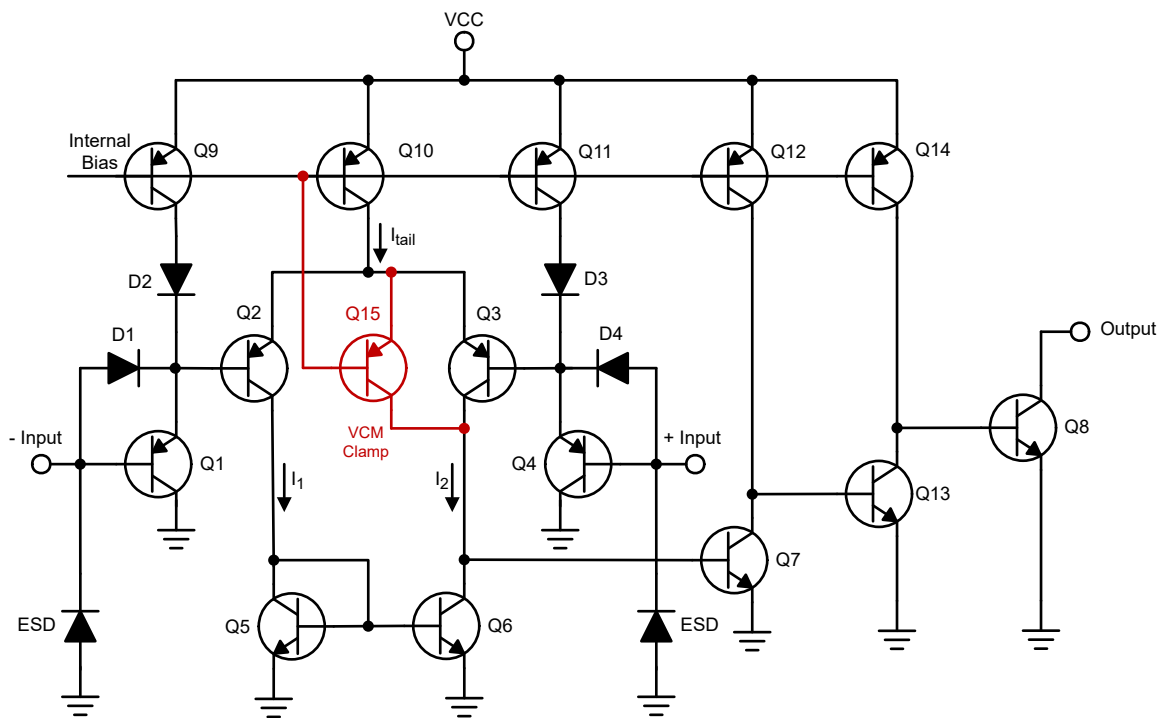 VCC
Internal
Bias
Q9
Q10
Q11
Q12
Q14
Itail
D2
D3
Q2
Q15
Q3
D1
D4
Output
- Input
VCM
Clamp
+ Input
Q8
Q1
Q4
I1
I2
Q13
Q7
ESD
Q5
Q6
ESD